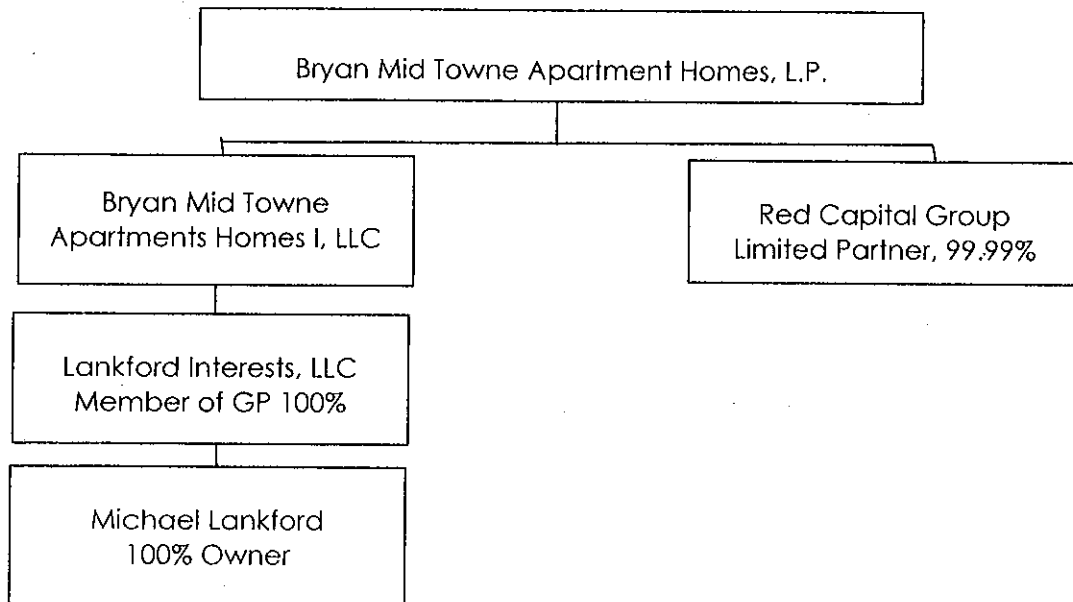 Bryan Mid Towne Apartment Homes, L.P.
Bryan Mid Towne
Apartments Homes I, LLC
Red Capital Group
Limited Partner, 99.99%
Lankford Interests, LLC
Member of GP 100%
Michael Lankford
100% Owner